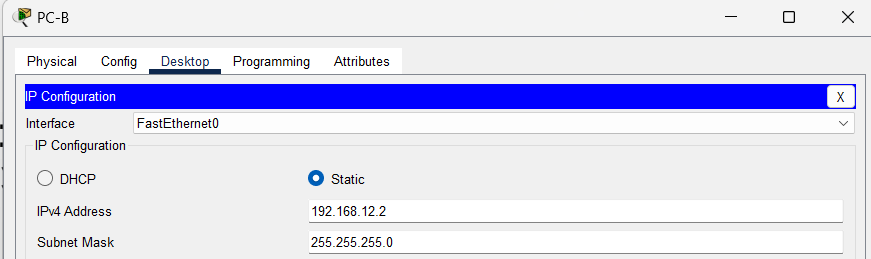 PC-B
Physical Config Desktop Programming Attributes
IP Configuration X
Interface FastEthernet0
IP Configuration
DHCP Static
IPv4 Address 192.168.12.2
Subnet Mask 255.255.255.0